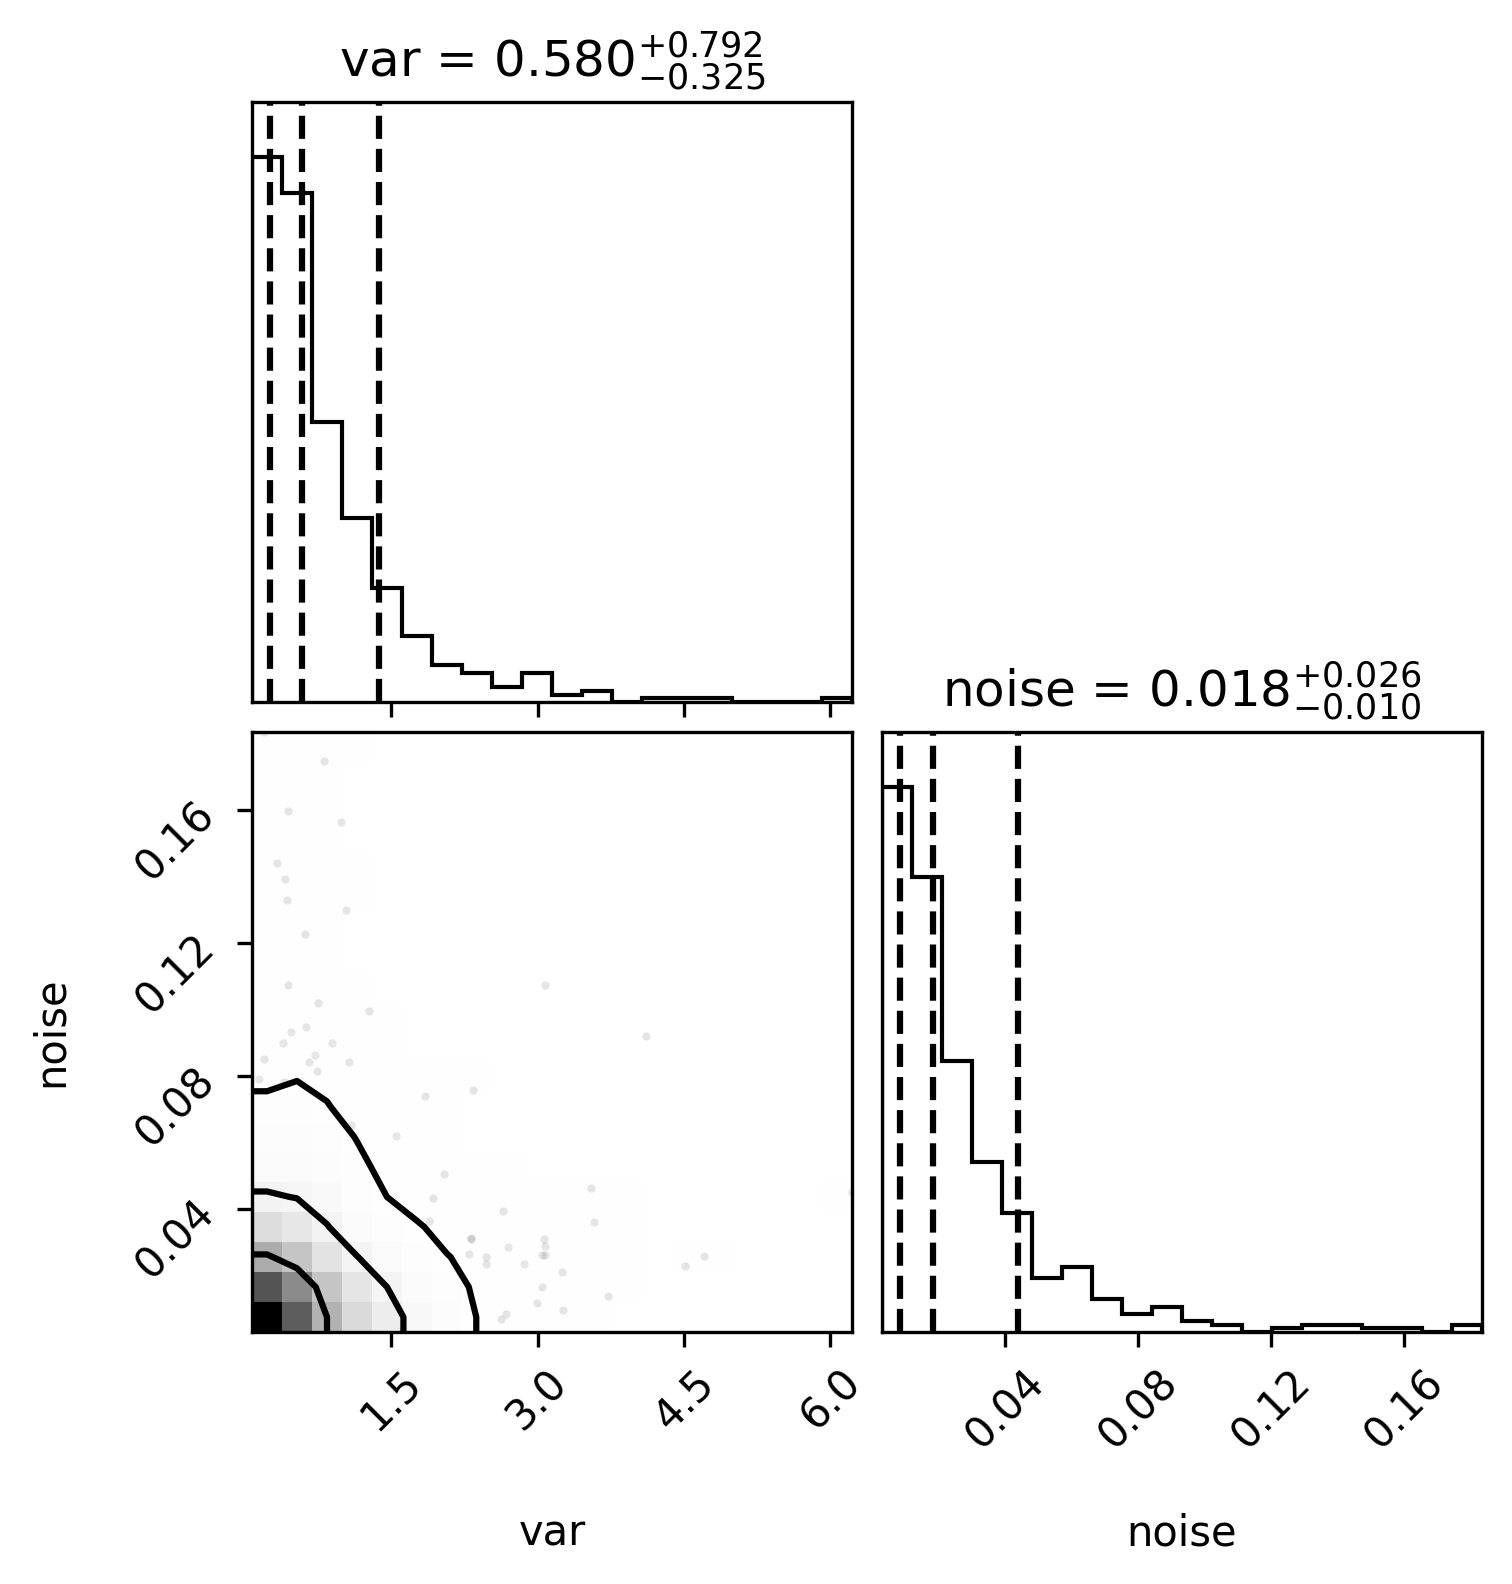 var = 0.580 +0.792 −0.325
noise = 0.018 +0.026 −0.010
noise
0.16
0.12
0.08
0.04
1.5 3.0 4.5 6.0
0.04 0.08 0.12 0.16
var
noise